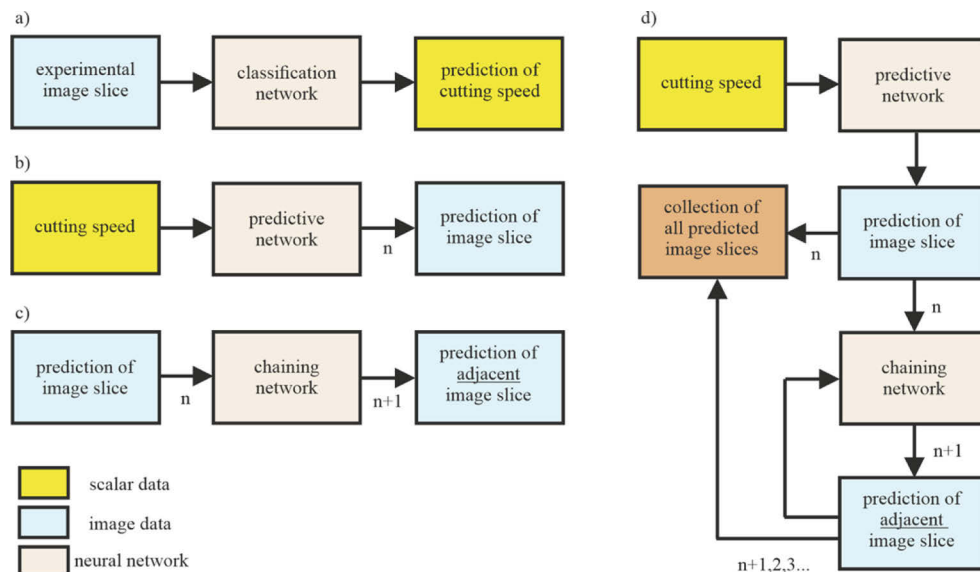 a)
experimental
image slice
classification
network
prediction of
cutting speed
b)
cutting speed
predictive
network
n
prediction of
image slice
c)
prediction of
image slice
n
chaining
network
n+1
prediction of
adjacent
image slice
scalar data
image data
neural network
d)
cutting speed
predictive
network
collection of
all predicted
image slices
n
prediction of
image slice
n
chaining
network
n+1
prediction of
adjacent
image slice
n+1,2,3...